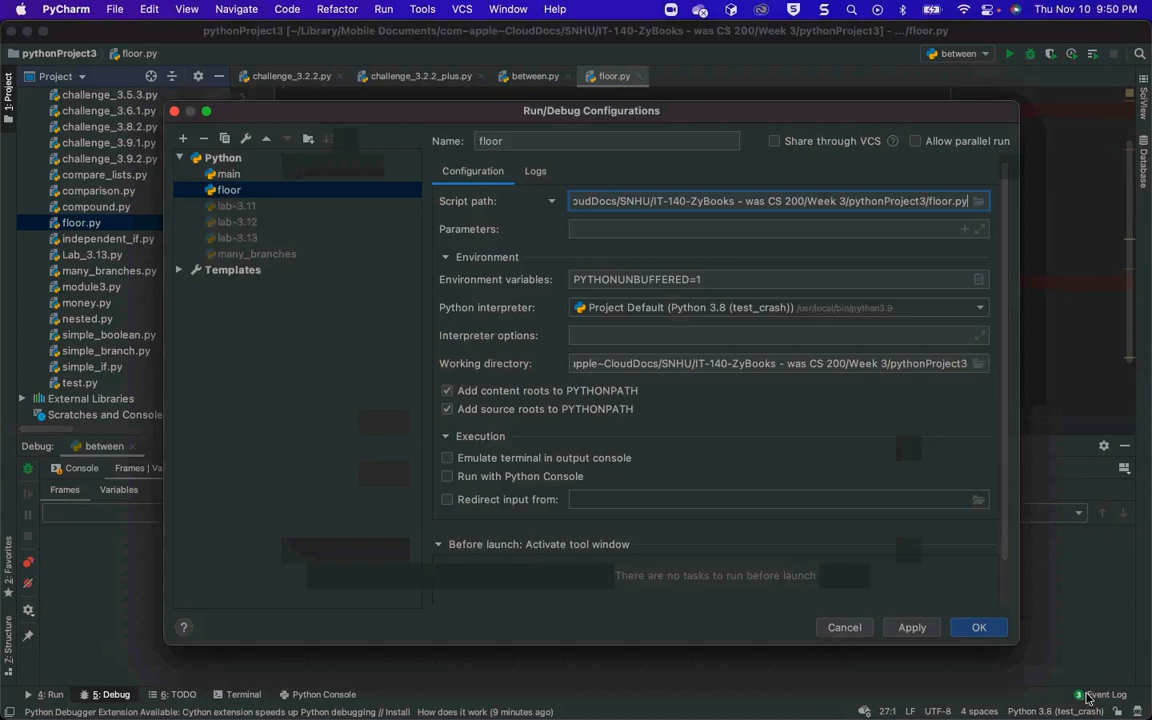 PyCharm File Edit View Navigate Code Refactor Run Tools VCS Window Help Thu Nov 10 9:50 PM
pythonProject3 [~/Library/Mobile Documents/com~apple~CloudDocs/SNHU/IT-140-ZyBooks - was CS 200/Week 3/pythonProject3] - .../floor.py
pythonProject3 floor.py between
1: Project
Project
challenge_3.2.2.py challenge_3.2.2_plus.py between.py floor.py
challenge_3.5.3.py
challenge_3.6.1.py
challenge_3.8.2.py
challenge_3.9.1.py
challenge_3.9.2.py
compare_lists.py
comparison.py
compound.py
floor.py
independent_if.py
Lab_3.13.py
many_branches.py
module3.py
money.py
nested.py
simple_boolean.py
simple_branch.py
simple_if.py
test.py
External Libraries
Scratches and Console
SciView
Database
Run/Debug Configurations
Python
main
floor
lab-3.11
lab-3.12
lab-3.13
many_branches
Templates
Name: floor
Share through VCS ? Allow parallel run
Configuration Logs
Script path: oudDocs/SNHU/IT-140-ZyBooks - was CS 200/Week 3/pythonProject3/floor.py
Parameters:
Environment
Environment variables: PYTHONUNBUFFERED=1
Python interpreter: Project Default (Python 3.8 (test_crash)) /usr/local/bin/python3.9
Interpreter options:
Working directory: apple~CloudDocs/SNHU/IT-140-ZyBooks - was CS 200/Week 3/pythonProject3
Add content roots to PYTHONPATH
Add source roots to PYTHONPATH
Execution
Emulate terminal in output console
Run with Python Console
Redirect input from:
Before launch: Activate tool window
There are no tasks to run before launch
? Cancel Apply OK
Debug: between
Console Frames | Va
Frames Variables
2: Favorites
7: Structure
4: Run 5: Debug 6: TODO Terminal Python Console 3 Event Log
Python Debugger Extension Available: Cython extension speeds up Python debugging // Install How does it work (9 minutes ago) 27:1 LF UTF-8 4 spaces Python 3.8 (test_crash)